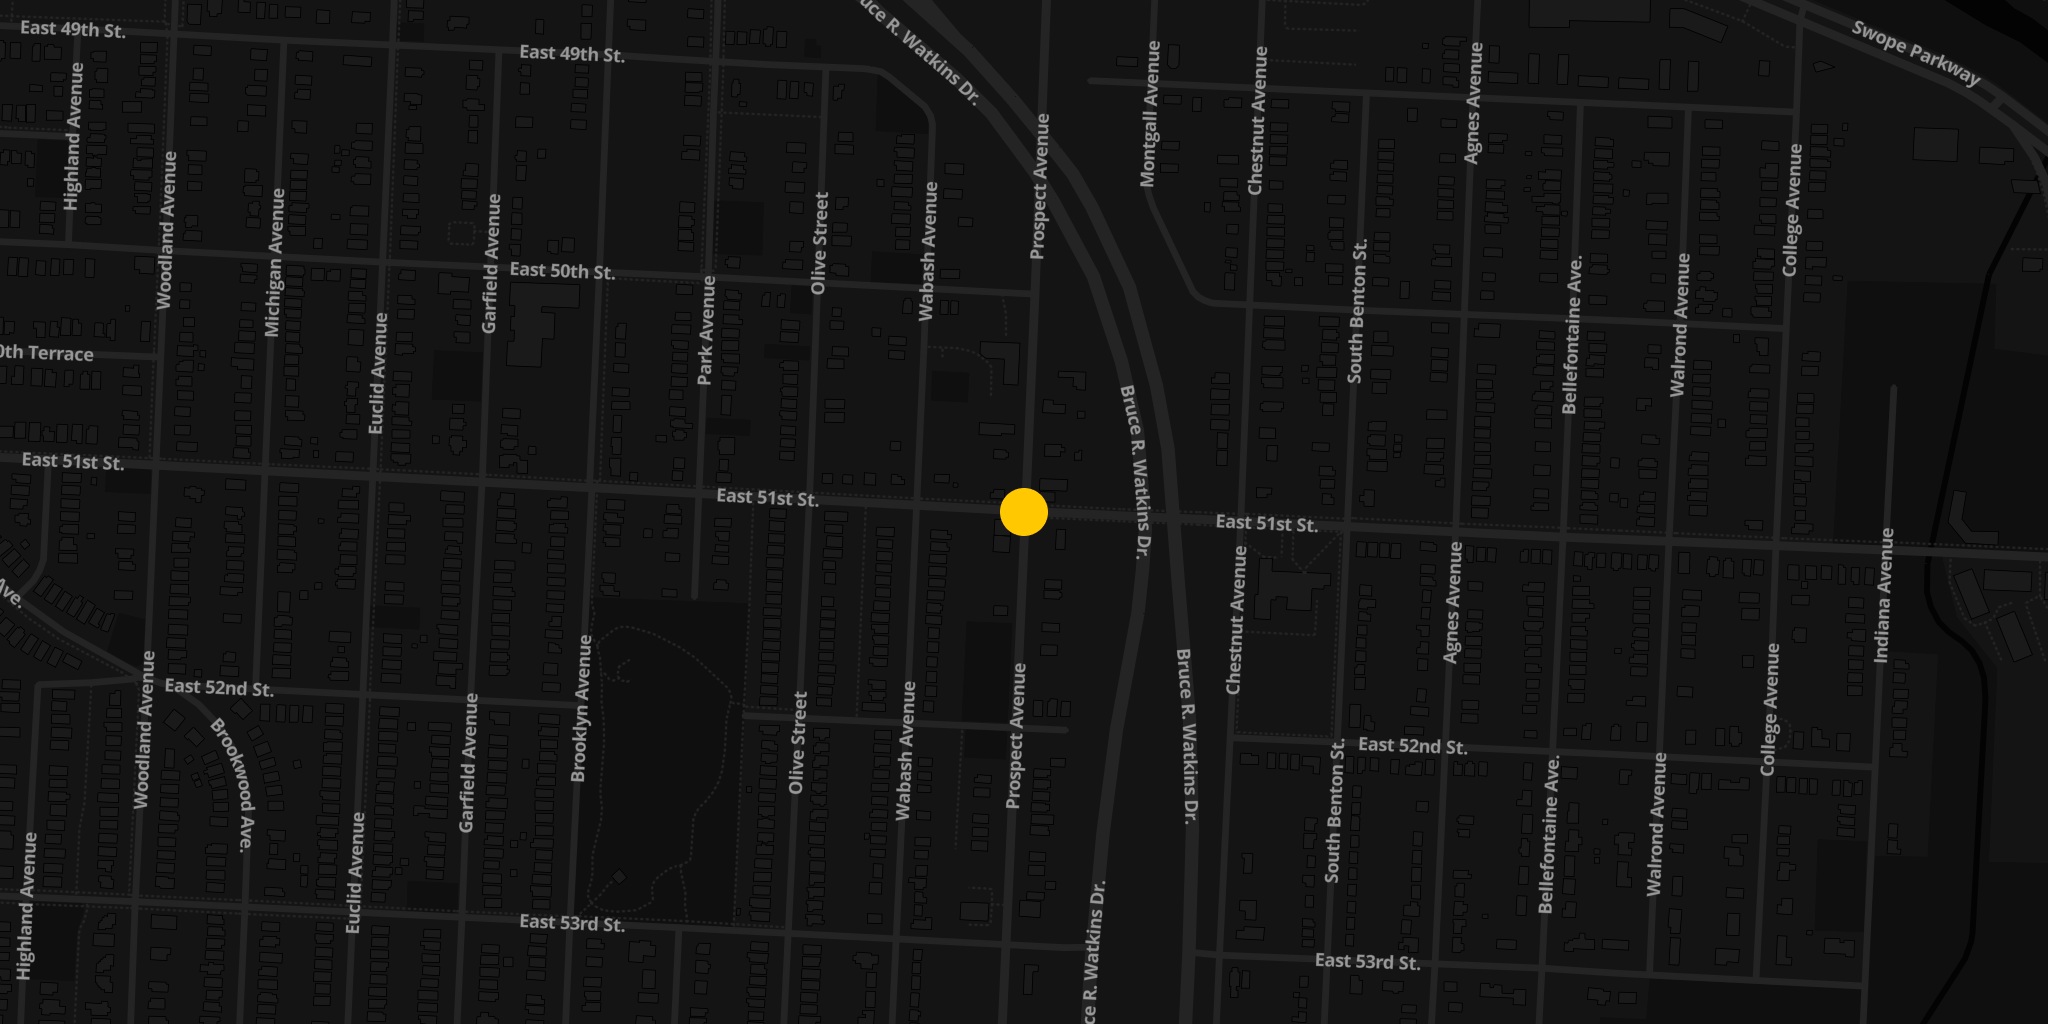 East 49th St.
East 49th St.
uce R. Watkins Dr.
Swope Parkway
Highland Avenue
Woodland Avenue
Michigan Avenue
Euclid Avenue
Garfield Avenue
Park Avenue
Olive Street
Wabash Avenue
Prospect Avenue
Montgall Avenue
Chestnut Avenue
South Benton St.
Agnes Avenue
Bellefontaine Ave.
Walrond Avenue
College Avenue
East 50th St.
0th Terrace
East 51st St.
East 51st St.
East 51st St.
Bruce R. Watkins Dr.
Ave.
East 52nd St.
Woodland Avenue
Brookwood Ave.
Highland Avenue
Euclid Avenue
Garfield Avenue
Brooklyn Avenue
Olive Street
Wabash Avenue
Prospect Avenue
Bruce R. Watkins Dr.
Chestnut Avenue
Agnes Avenue
Indiana Avenue
College Avenue
East 52nd St.
South Benton St.
Bellefontaine Ave.
Walrond Avenue
East 53rd St.
ce R. Watkins Dr.
East 53rd St.